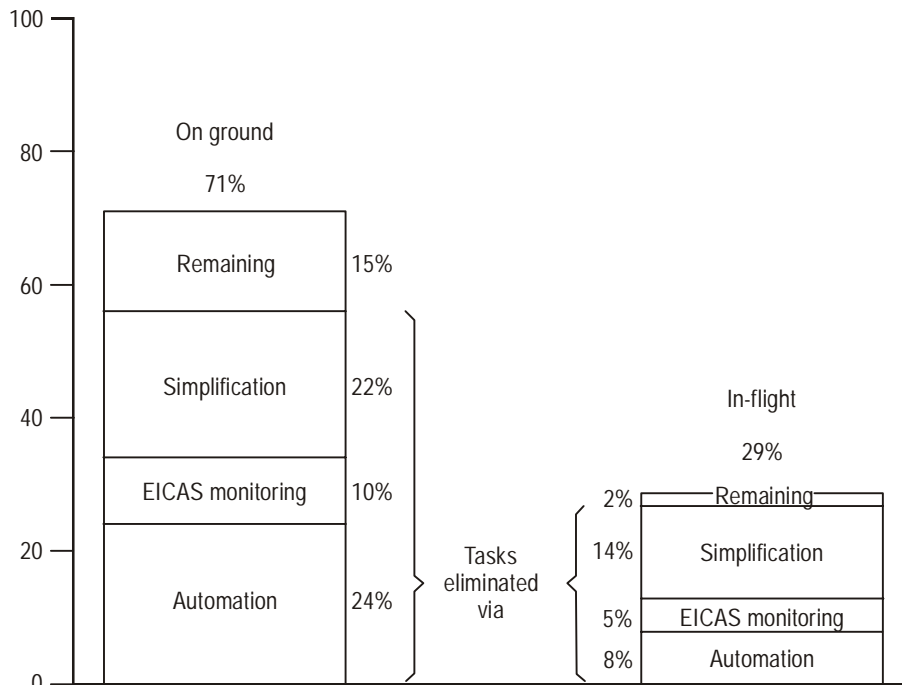 100
80
60
40
20
0
On ground
71%
Remaining 15%
Simplification 22%
EICAS monitoring 10%
Automation 24%
Tasks
eliminated
via
In-flight
29%
2% Remaining
14% Simplification
5% EICAS monitoring
8% Automation